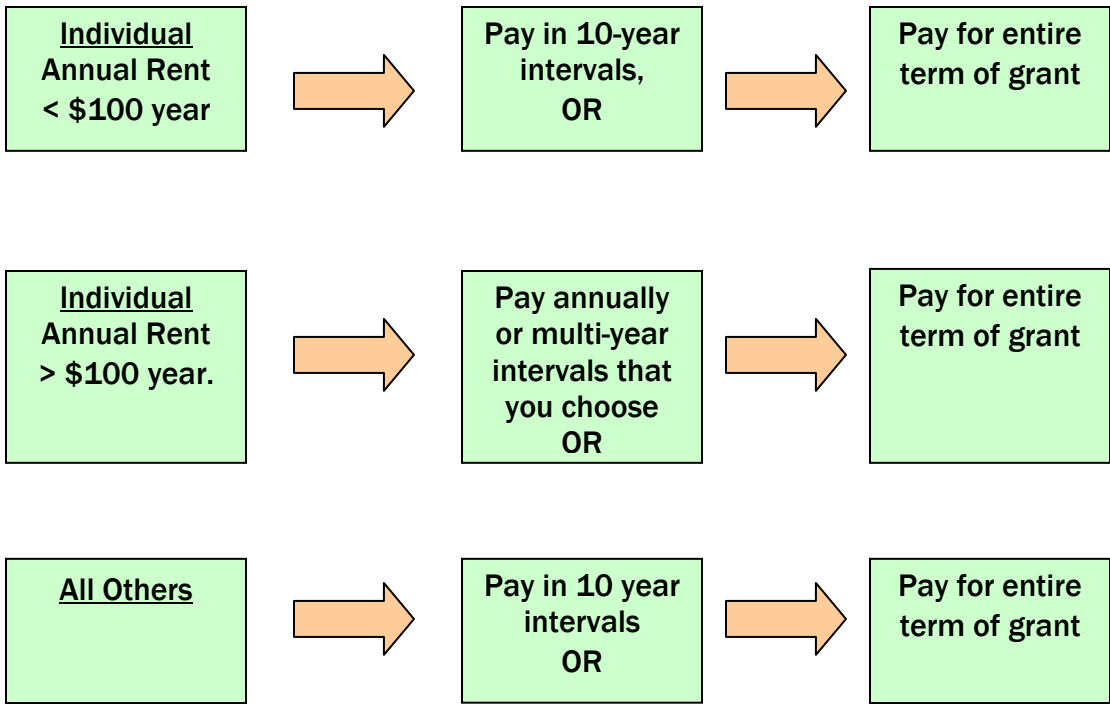 Individual
Annual Rent
< $100 year
Pay in 10-year
intervals,
OR
Pay for entire
term of grant
Individual
Annual Rent
> $100 year.
Pay annually
or multi-year
intervals that
you choose
OR
Pay for entire
term of grant
All Others
Pay in 10 year
intervals
OR
Pay for entire
term of grant